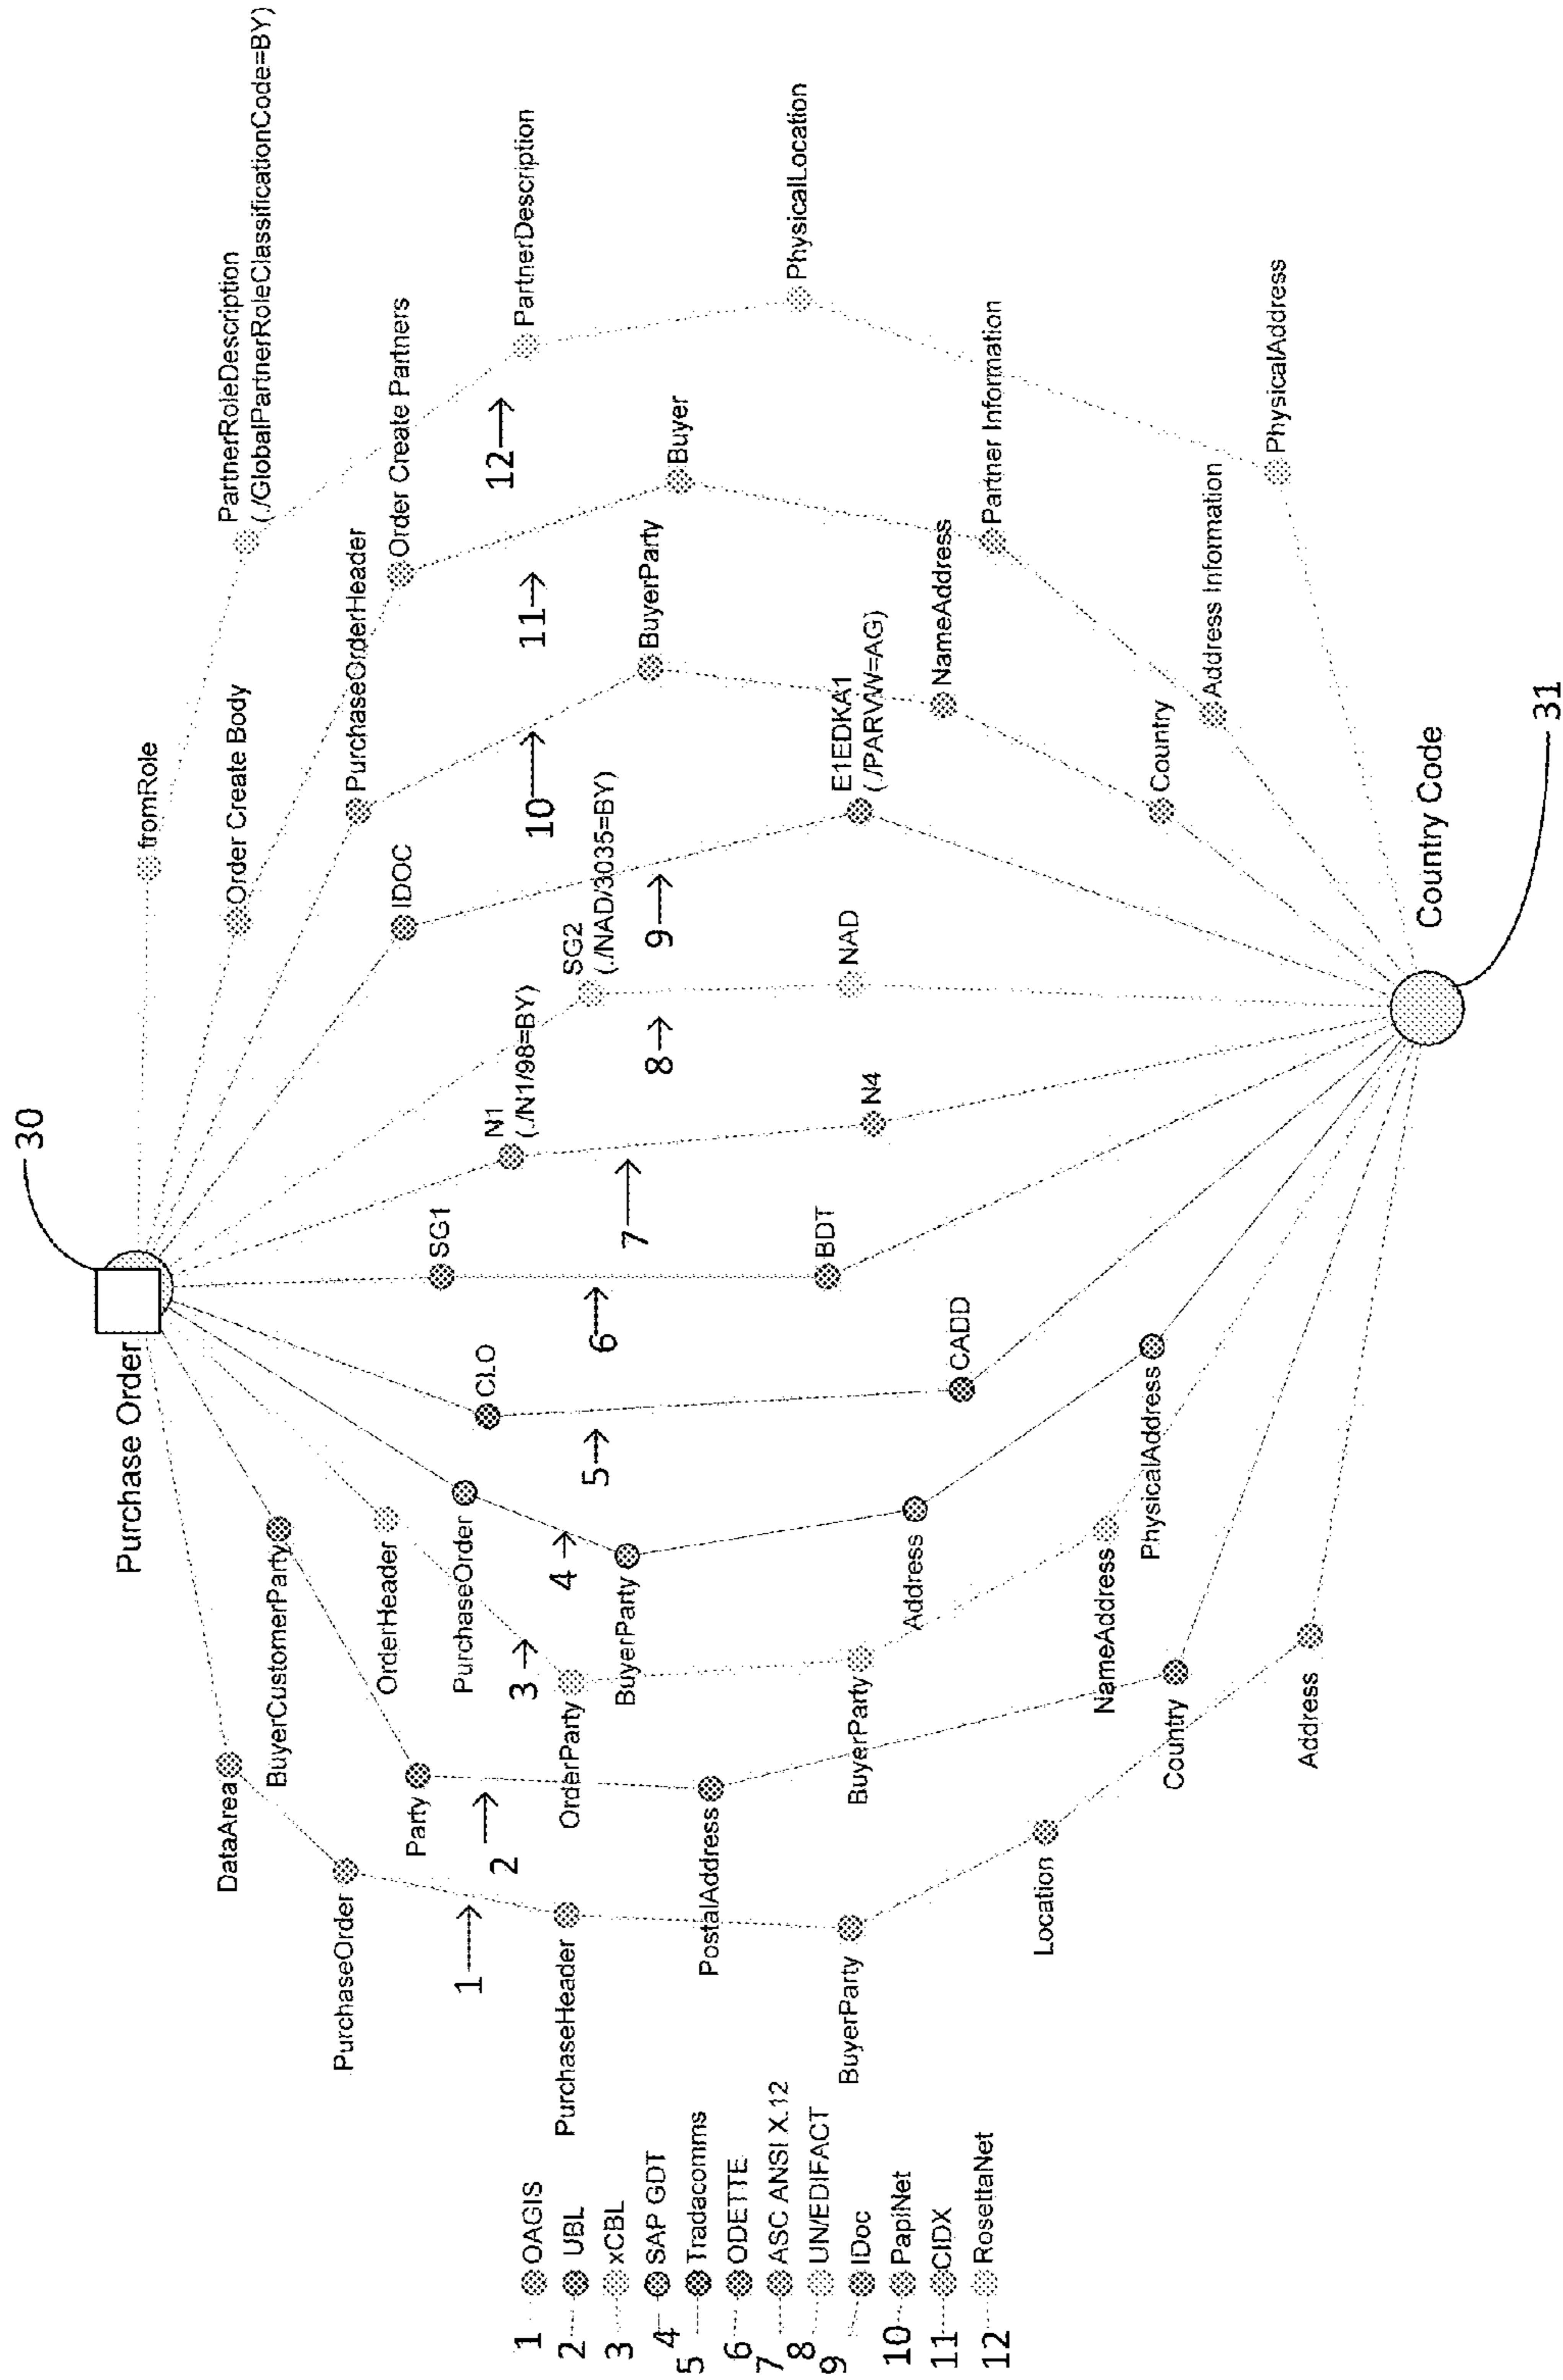 30
Purchase Order
fromRole
PartnerRoleDescription
(./GlobalPartnerRoleClassificationCode=BY)
PartnerDescription
PhysicalLocation
PhysicalAddress
12
Order Create Body
Order Create Partners
Buyer
Partner Information
Address Information
11
PurchaseOrderHeader
BuyerParty
NameAddress
Country
10
IDOC
E1EDKA1
(./PARVW=AG)
9
SG2
(./NAD/3035=BY)
NAD
8
N1
(./N1/98=BY)
N4
7
SG1
BDT
6
CLO
CADD
5
PurchaseOrder
BuyerParty
Address
PhysicalAddress
4
OrderHeader
OrderParty
BuyerParty
NameAddress
3
BuyerCustomerParty
Party
PostalAddress
Country
2
DataArea
PurchaseOrder
PurchaseHeader
BuyerParty
Location
Address
1
Country Code
31
1 OAGIS
2 UBL
3 xCBL
4 SAP GDT
5 Tradacomms
6 ODETTE
7 ASC ANSI X.12
8 UN/EDIFACT
9 IDoc
10 PapiNet
11 CIDX
12 RosettaNet